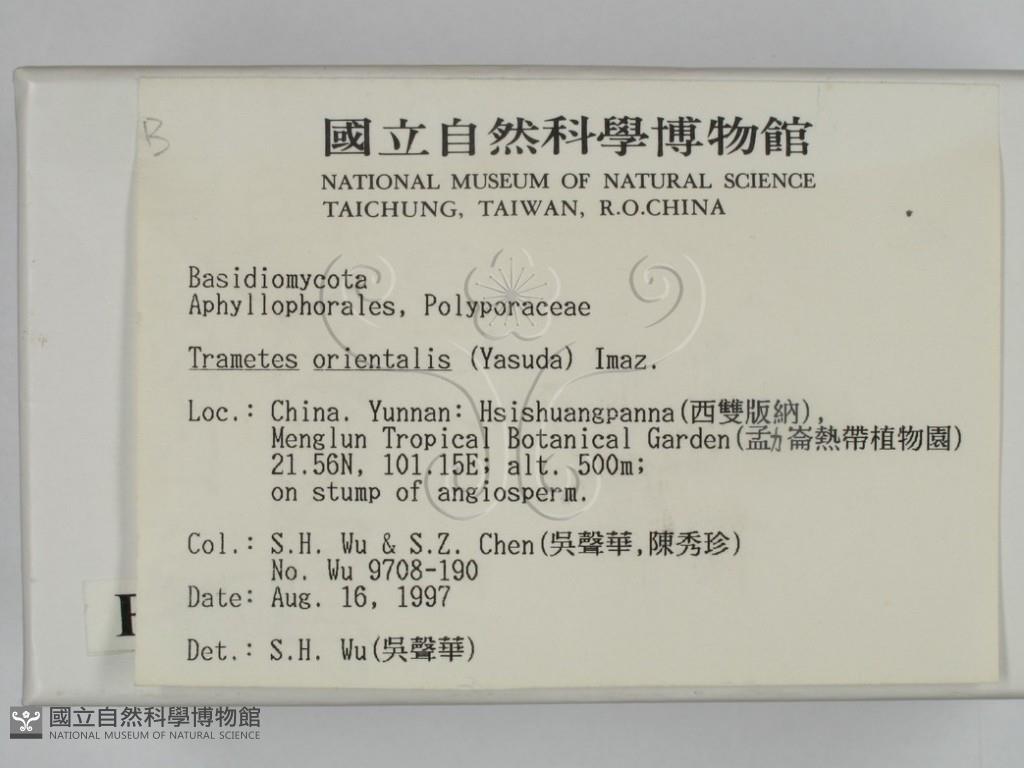 B
國立自然科學博物館
NATIONAL MUSEUM OF NATURAL SCIENCE
TAICHUNG, TAIWAN, R.O.CHINA
Basidiomycota
Aphyllophorales, Polyporaceae
Trametes orientalis (Yasuda) Imaz.
Loc.: China. Yunnan: Hsishuangpanna(西雙版納),
Menglun Tropical Botanical Garden(孟力崙熱帶植物園)
21.56N, 101.15E; alt. 500m;
on stump of angiosperm.
Col.: S.H. Wu & S.Z. Chen(吳聲華,陳秀珍)
No. Wu 9708-190
Date: Aug. 16, 1997
Det.: S.H. Wu(吳聲華)
國立自然科學博物館
NATIONAL MUSEUM OF NATURAL SCIENCE